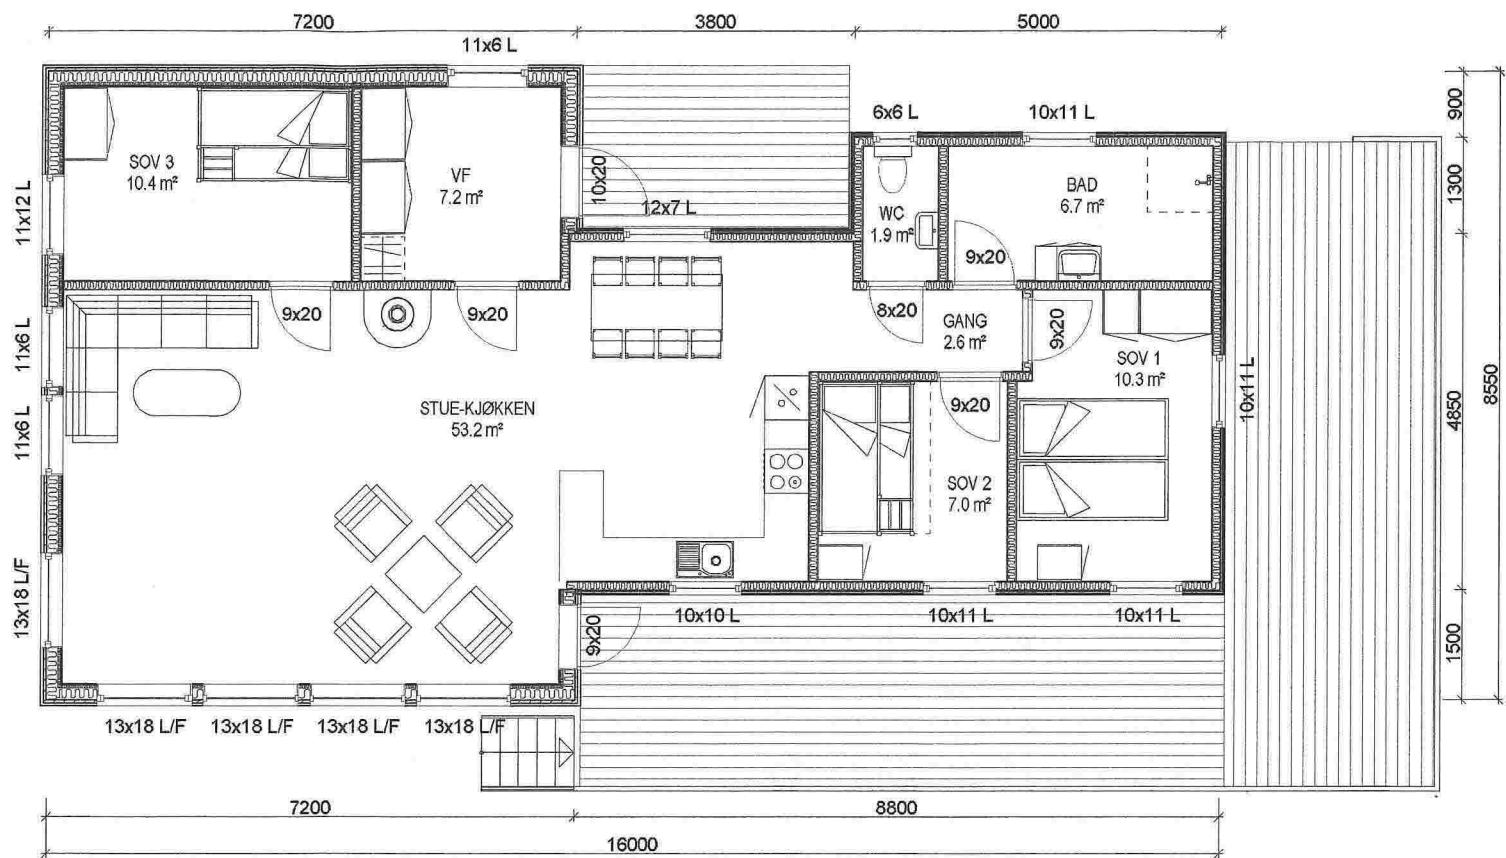 7200
3800
5000
11x6 L
6x6 L
10x11 L
900
SOV 3
10.4 m²
VF
7.2 m²
10x20
12x7 L
WC
1.9 m²
BAD
6.7 m²
1300
11x12 L
9x20
9x20
9x20
8x20
GANG
2.6 m²
9x20
SOV 1
10.3 m²
11x6 L
11x6 L
STUE-KJØKKEN
53.2 m²
9x20
10x11 L
4850
8550
SOV 2
7.0 m²
13x18 L/F
9x20
10x10 L
10x11 L
10x11 L
1500
13x18 L/F
13x18 L/F
13x18 L/F
13x18 L/F
7200
8800
16000